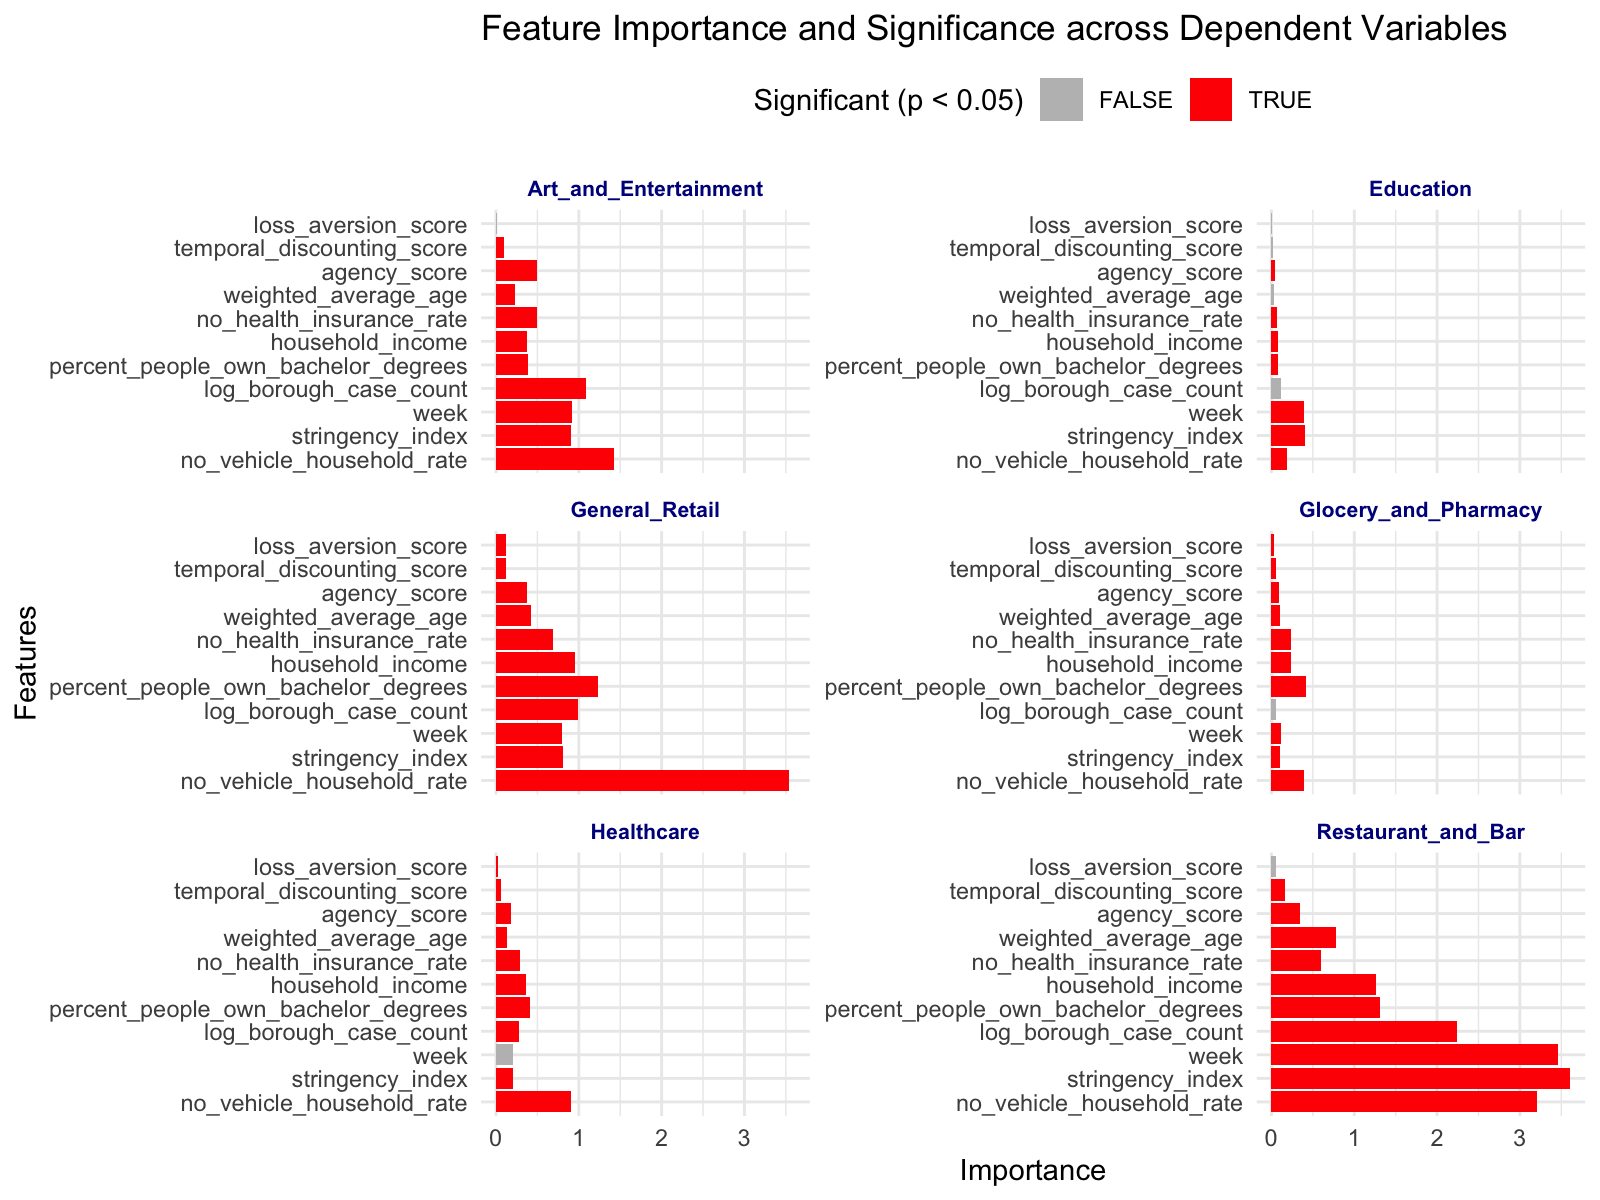 Feature Importance and Significance across Dependent Variables
Significant (p < 0.05) FALSE TRUE
Features
Art_and_Entertainment
loss_aversion_score
temporal_discounting_score
agency_score
weighted_average_age
no_health_insurance_rate
household_income
percent_people_own_bachelor_degrees
log_borough_case_count
week
stringency_index
no_vehicle_household_rate
Education
loss_aversion_score
temporal_discounting_score
agency_score
weighted_average_age
no_health_insurance_rate
household_income
percent_people_own_bachelor_degrees
log_borough_case_count
week
stringency_index
no_vehicle_household_rate
General_Retail
loss_aversion_score
temporal_discounting_score
agency_score
weighted_average_age
no_health_insurance_rate
household_income
percent_people_own_bachelor_degrees
log_borough_case_count
week
stringency_index
no_vehicle_household_rate
Glocery_and_Pharmacy
loss_aversion_score
temporal_discounting_score
agency_score
weighted_average_age
no_health_insurance_rate
household_income
percent_people_own_bachelor_degrees
log_borough_case_count
week
stringency_index
no_vehicle_household_rate
Healthcare
loss_aversion_score
temporal_discounting_score
agency_score
weighted_average_age
no_health_insurance_rate
household_income
percent_people_own_bachelor_degrees
log_borough_case_count
week
stringency_index
no_vehicle_household_rate
0 1 2 3
Restaurant_and_Bar
loss_aversion_score
temporal_discounting_score
agency_score
weighted_average_age
no_health_insurance_rate
household_income
percent_people_own_bachelor_degrees
log_borough_case_count
week
stringency_index
no_vehicle_household_rate
0 1 2 3
Importance